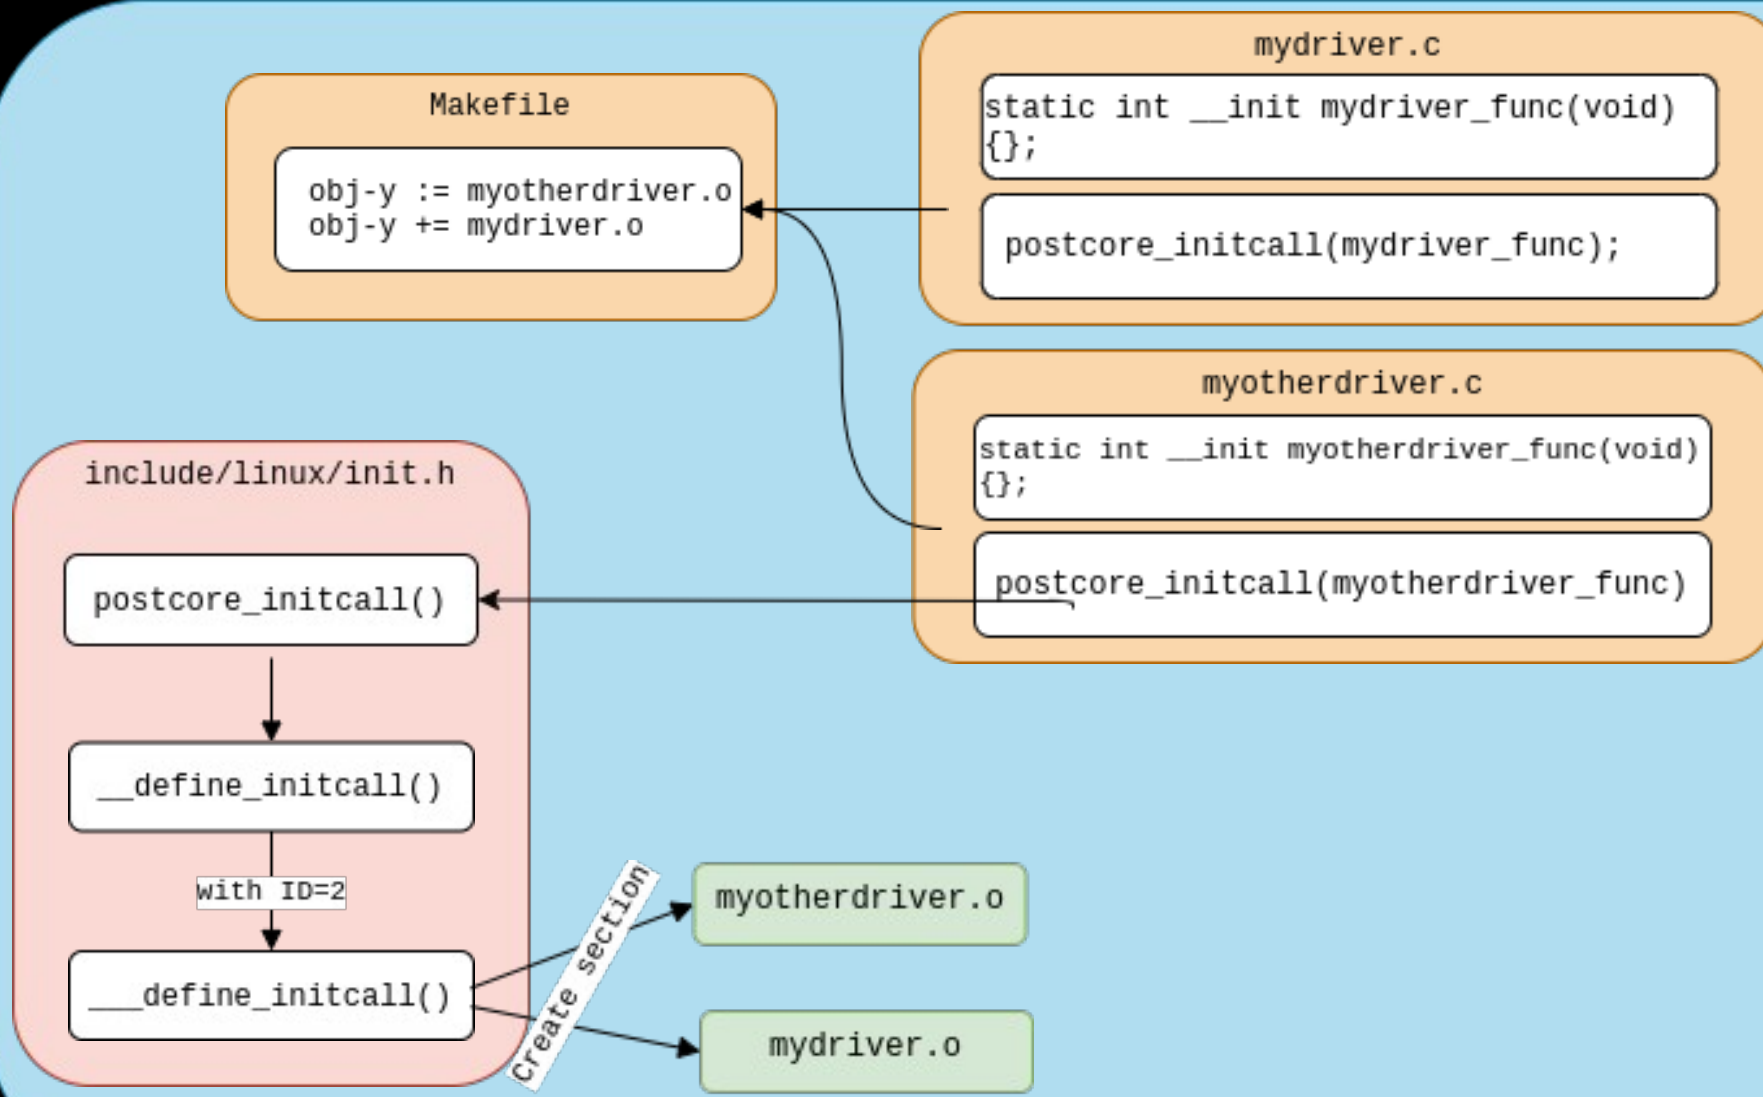 Makefile
obj-y := myotherdriver.o
obj-y += mydriver.o
mydriver.c
static int __init mydriver_func(void)
{};
postcore_initcall(mydriver_func);
myotherdriver.c
static int __init myotherdriver_func(void)
{};
postcore_initcall(myotherdriver_func)
include/linux/init.h
postcore_initcall()
__define_initcall()
with ID=2
___define_initcall()
Create section
myotherdriver.o
mydriver.o